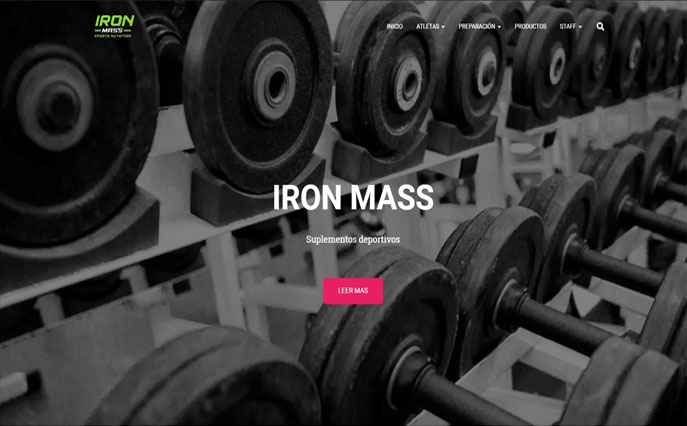 IRON
MASS
SPORTS NUTRITION
INICIO ATLETAS PREPARACIÓN PRODUCTOS STAFF
IRON MASS
Suplementos deportivos
LEER MAS